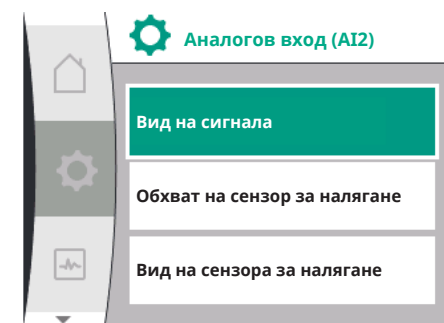 Аналогов вход (AI2)
Вид на сигнала
Обхват на сензор за налягане
Вид на сензора за налягане